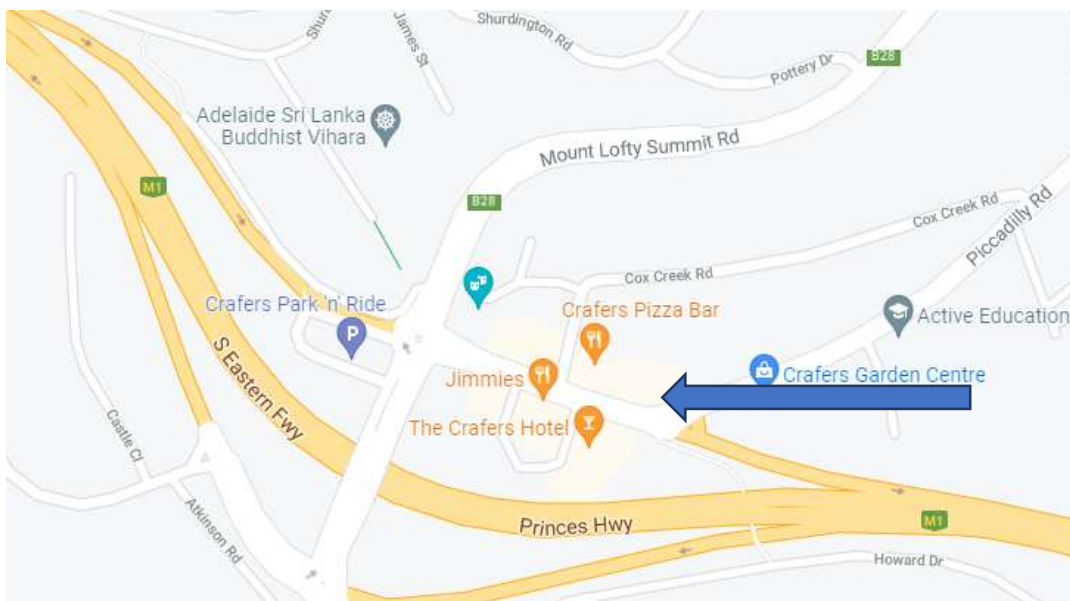 Shurdington Rd
James St
B28
Pottery Dr
Adelaide Sri Lanka
Buddhist Vihara
Mount Lofty Summit Rd
M1
B28
Cox Creek Rd
Piccadilly Rd
Cox Creek Rd
Crafers Park 'n' Ride
P
Crafers Pizza Bar
Active Education
S Eastern Fwy
Jimmies
Crafers Garden Centre
The Crafers Hotel
Castle Ct
Atkinson Rd
Princes Hwy
M1
Howard Dr